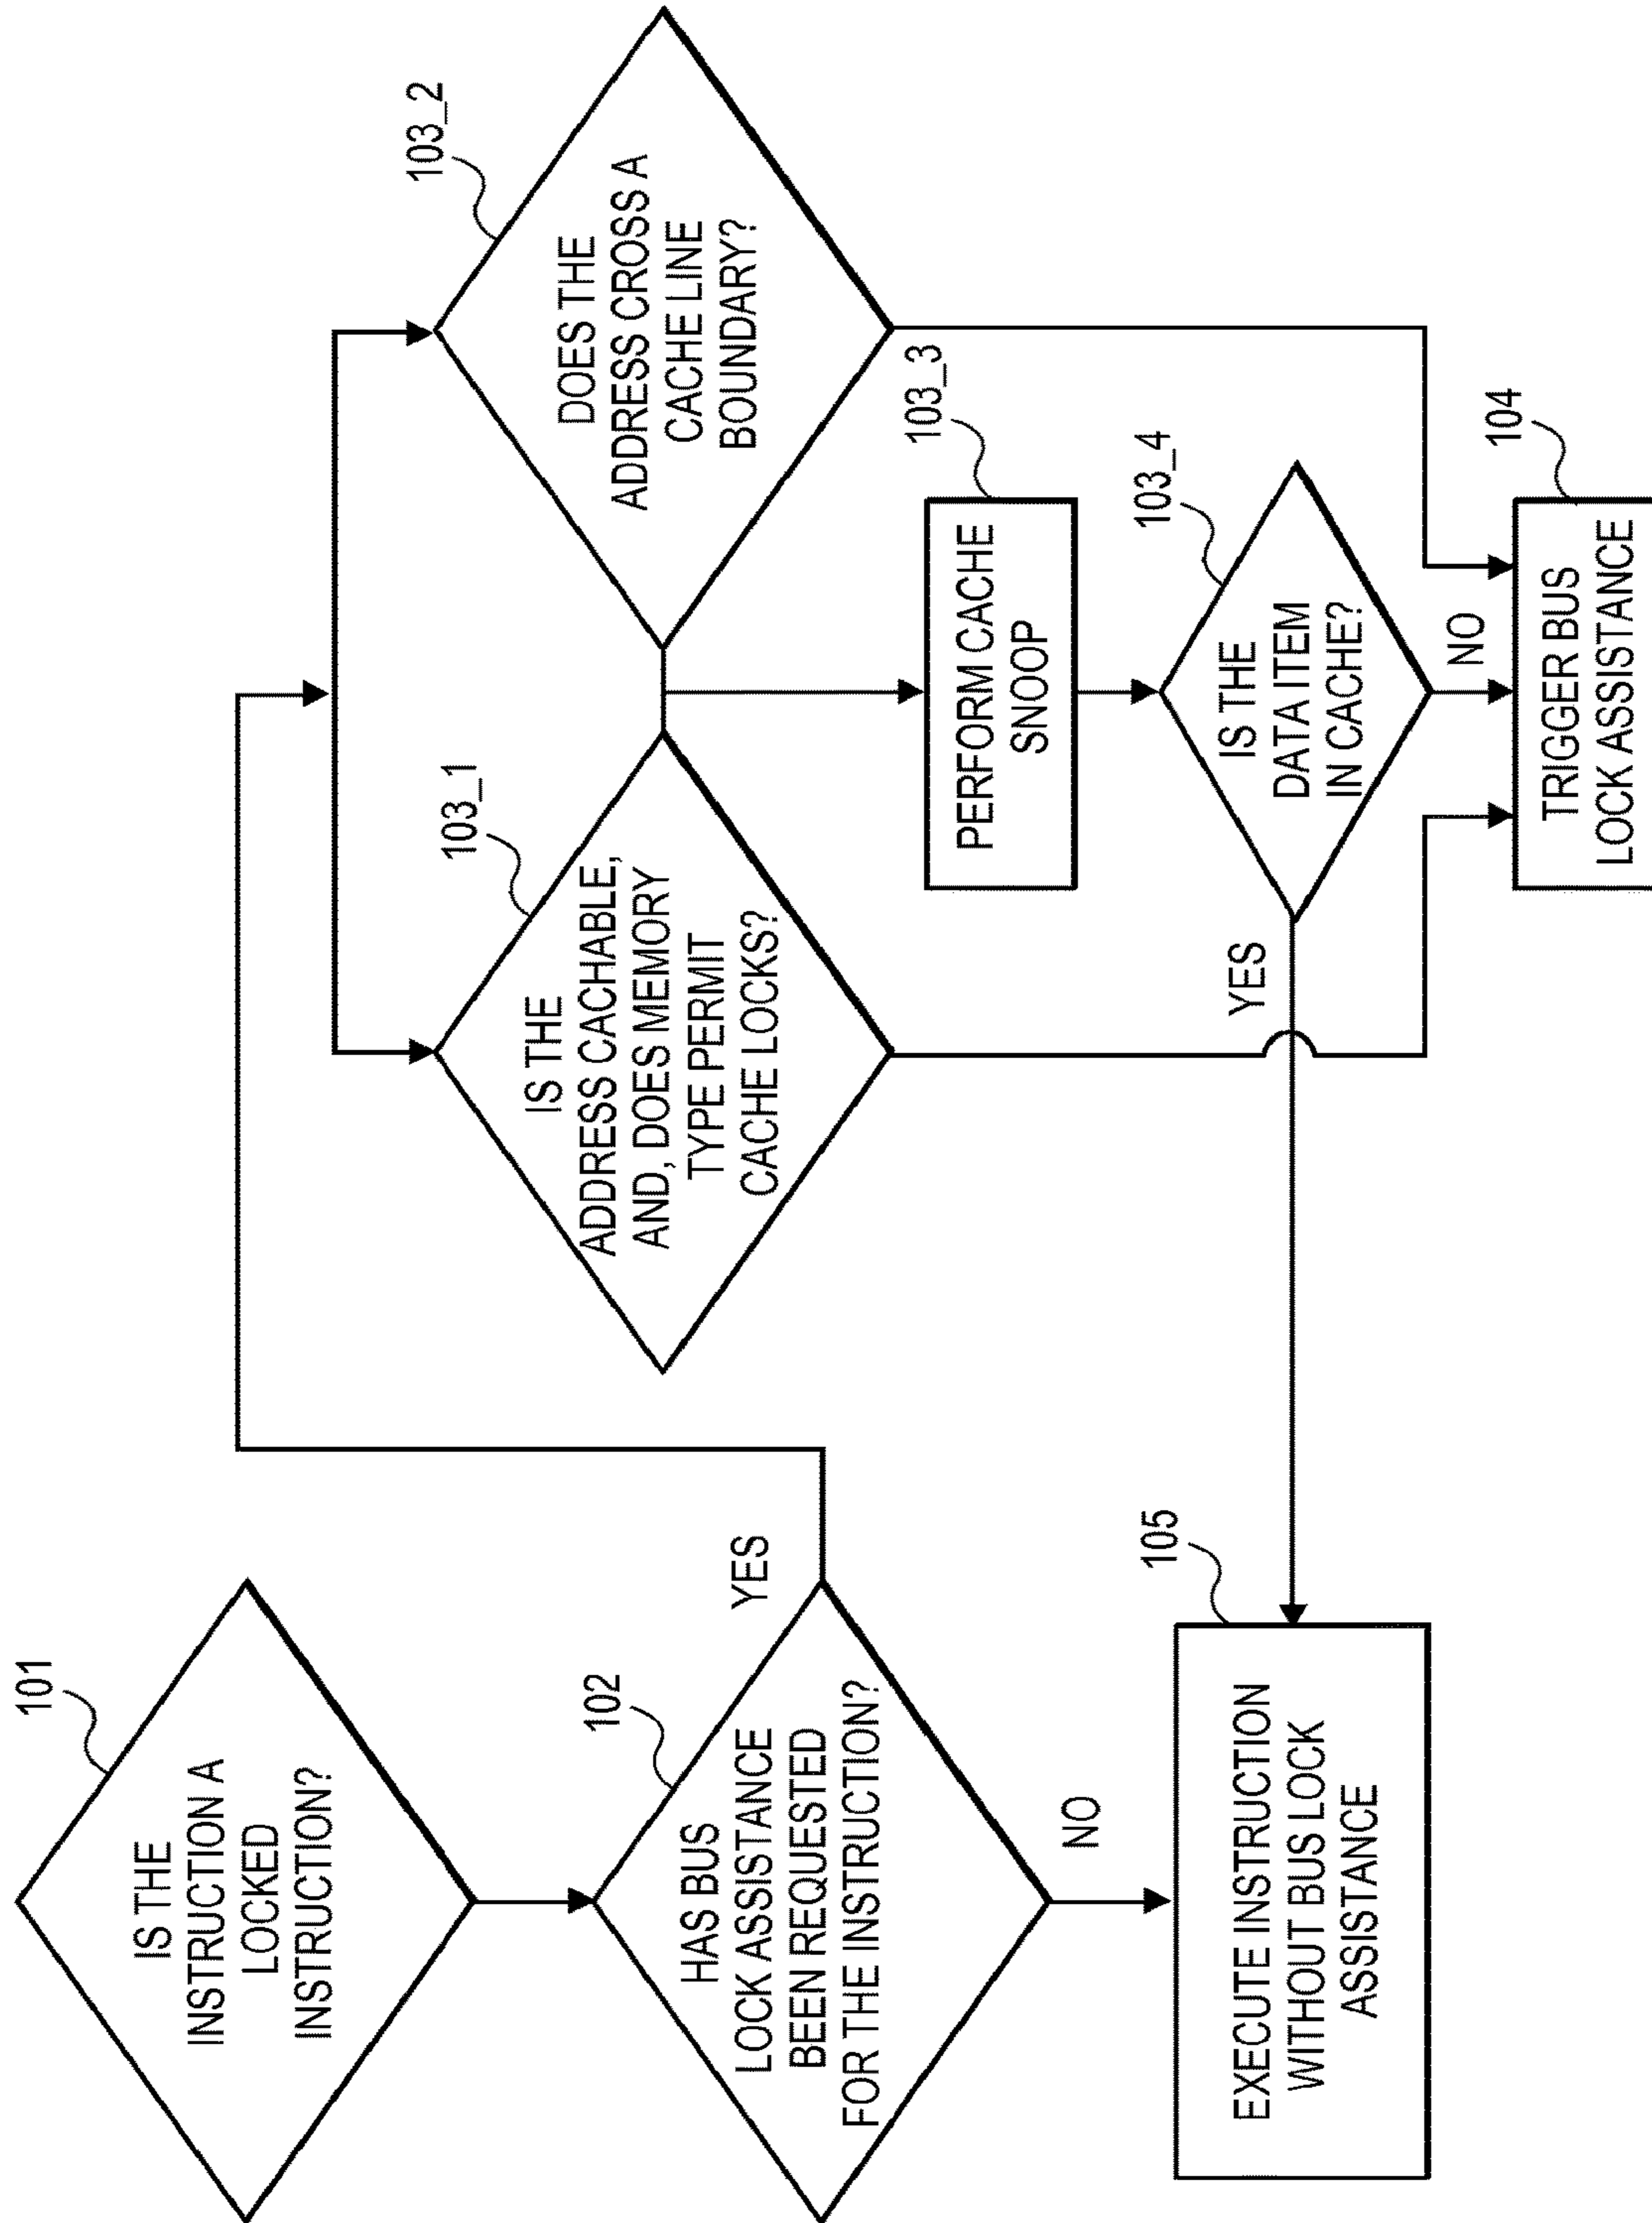 101
IS THE
INSTRUCTION A
LOCKED
INSTRUCTION?
102
HAS BUS
LOCK ASSISTANCE
BEEN REQUESTED
FOR THE INSTRUCTION?
YES
NO
105
EXECUTE INSTRUCTION
WITHOUT BUS LOCK
ASSISTANCE
103_1
IS THE
ADDRESS CACHABLE,
AND, DOES MEMORY
TYPE PERMIT
CACHE LOCKS?
103_2
DOES THE
ADDRESS CROSS A
CACHE LINE
BOUNDARY?
103_3
PERFORM CACHE
SNOOP
103_4
IS THE
DATA ITEM
IN CACHE?
YES
NO
104
TRIGGER BUS
LOCK ASSISTANCE